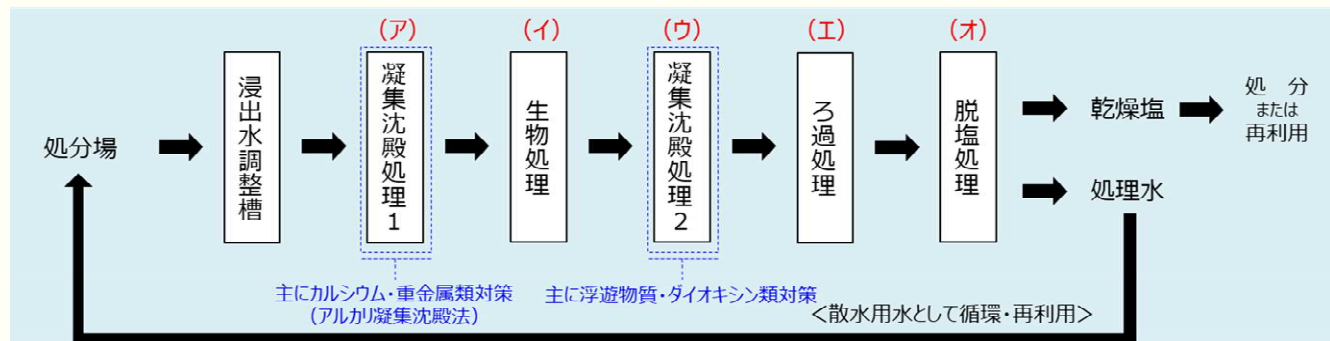 (ア)
(イ)
(ウ)
(エ)
(オ)
処分場
浸出水調整槽
凝集沈殿処理1
生物処理
凝集沈殿処理2
ろ過処理
脱塩処理
乾燥塩
処 分
または
再利用
処理水
主にカルシウム・重金属類対策
(アルカリ凝集沈殿法)
主に浮遊物質・ダイオキシン類対策
<散水用水として循環・再利用>